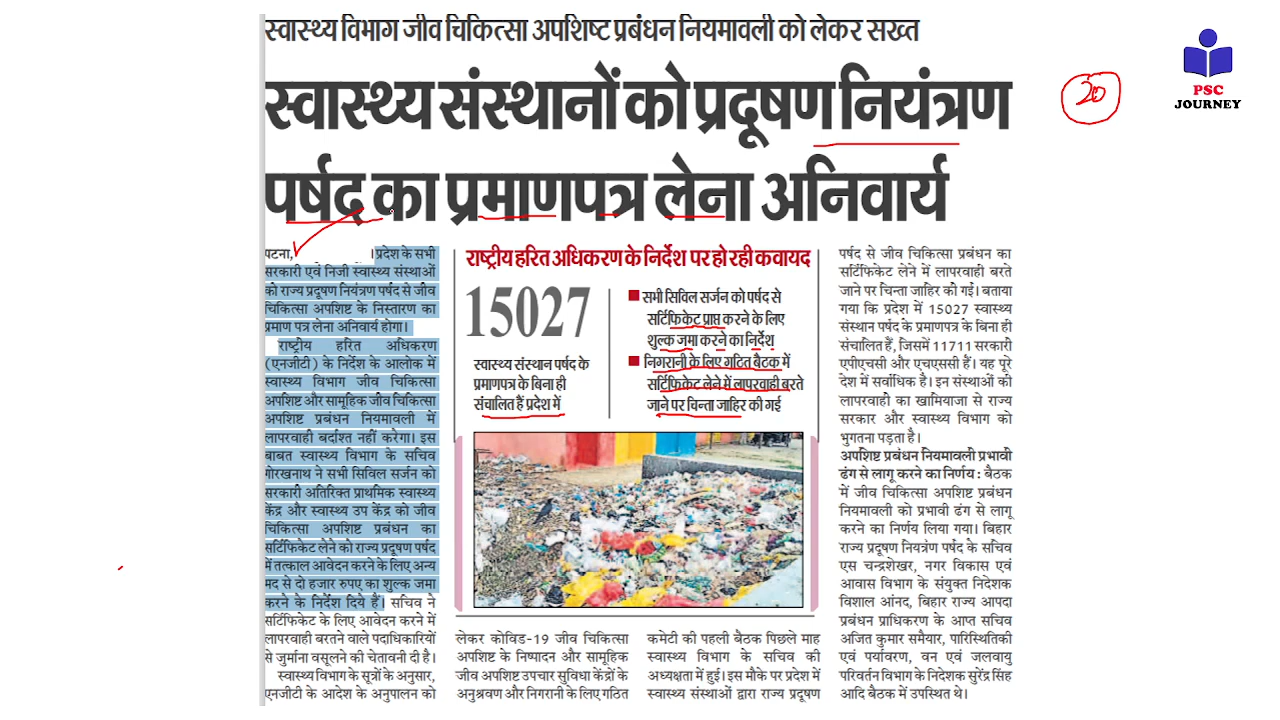 स्वास्थ्य विभाग जीव चिकित्सा अपशिष्ट प्रबंधन नियमावली को लेकर सख्त
स्वास्थ्य संस्थानों को प्रदूषण नियंत्रण
पर्षद का प्रमाणपत्र लेना अनिवार्य
20
PSC
JOURNEY
पटना, । प्रदेश के सभी
सरकारी एवं निजी स्वास्थ्य संस्थाओं
को राज्य प्रदूषण नियंत्रण पर्षद से जीव
चिकित्सा अपशिष्ट के निस्तारण का
प्रमाण पत्र लेना अनिवार्य होगा।
राष्ट्रीय हरित अधिकरण
(एनजीटी) के निर्देश के आलोक में
स्वास्थ्य विभाग जीव चिकित्सा
अपशिष्ट और सामूहिक जीव चिकित्सा
अपशिष्ट प्रबंधन नियमावली में
लापरवाही बर्दाश्त नहीं करेगा। इस
बाबत स्वास्थ्य विभाग के सचिव
गोरखनाथ ने सभी सिविल सर्जन को
सरकारी अतिरिक्त प्राथमिक स्वास्थ्य
केंद्र और स्वास्थ्य उप केंद्र को जीव
चिकित्सा अपशिष्ट प्रबंधन का
सर्टिफिकेट लेने को राज्य प्रदूषण पर्षद
में तत्काल आवेदन करने के लिए अन्य
मद से दो हजार रुपए का शुल्क जमा
करने के निर्देश दिये हैं। सचिव ने
सर्टिफिकेट के लिए आवेदन करने में
लापरवाही बरतने वाले पदाधिकारियों
से जुर्माना वसूलने की चेतावनी दी है।
स्वास्थ्य विभाग के सूत्रों के अनुसार,
एनजीटी के आदेश के अनुपालन को
राष्ट्रीय हरित अधिकरण के निर्देश पर हो रही कवायद
15027
स्वास्थ्य संस्थान पर्षद के
प्रमाणपत्र के बिना ही
संचालित हैं प्रदेश में
सभी सिविल सर्जन को पर्षद से
सर्टिफिकेट प्राप्त करने के लिए
शुल्क जमा करने का निर्देश
निगरानी के लिए गठित बैठक में
सर्टिफिकेट लेने में लापरवाही बरते
जाने पर चिन्ता जाहिर की गई
लेकर कोविड-19 जीव चिकित्सा
अपशिष्ट के निष्पादन और सामूहिक
जीव अपशिष्ट उपचार सुविधा केंद्रों के
अनुश्रवण और निगरानी के लिए गठित
कमेटी की पहली बैठक पिछले माह
स्वास्थ्य विभाग के सचिव की
अध्यक्षता में हुई। इस मौके पर प्रदेश में
स्वास्थ्य संस्थाओं द्वारा राज्य प्रदूषण
पर्षद से जीव चिकित्सा प्रबंधन का
सर्टिफिकेट लेने में लापरवाही बरते
जाने पर चिन्ता जाहिर की गई। बताया
गया कि प्रदेश में 15027 स्वास्थ्य
संस्थान पर्षद के प्रमाणपत्र के बिना ही
संचालित हैं, जिसमें 11711 सरकारी
एपीएचसी और एचएससी हैं। यह पूरे
देश में सर्वाधिक है। इन संस्थाओं की
लापरवाही का खामियाजा से राज्य
सरकार और स्वास्थ्य विभाग को
भुगतना पड़ता है।
अपशिष्ट प्रबंधन नियमावली प्रभावी
ढंग से लागू करने का निर्णय : बैठक
में जीव चिकित्सा अपशिष्ट प्रबंधन
नियमावली को प्रभावी ढंग से लागू
करने का निर्णय लिया गया। बिहार
राज्य प्रदूषण नियंत्रण पर्षद के सचिव
एस चन्द्रशेखर, नगर विकास एवं
आवास विभाग के संयुक्त निदेशक
विशाल आंनद, बिहार राज्य आपदा
प्रबंधन प्राधिकरण के आप्त सचिव
अजित कुमार समैयार, पारिस्थितिकी
एवं पर्यावरण, वन एवं जलवायु
परिवर्तन विभाग के निदेशक सुरेंद्र सिंह
आदि बैठक में उपस्थित थे।